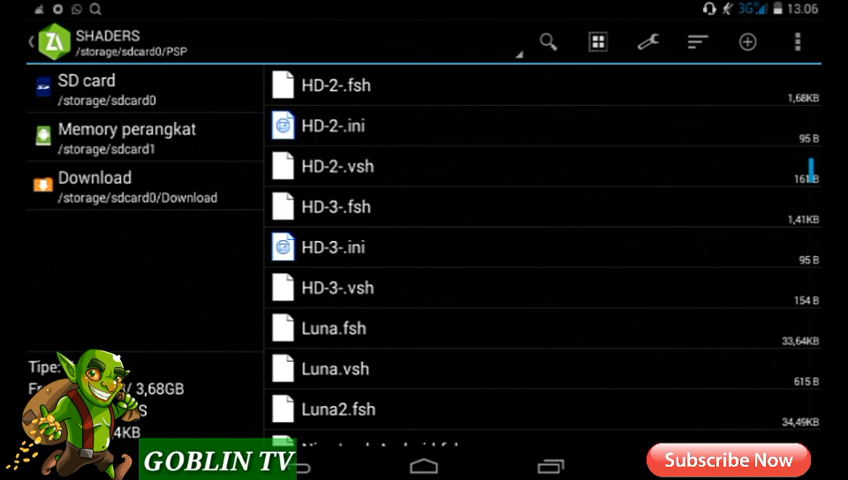 3G 13.06
SHADERS
/storage/sdcard0/PSP
SD card
/storage/sdcard0
Memory perangkat
/storage/sdcard1
Download
/storage/sdcard0/Download
HD-2-.fsh
1,68KB
HD-2-.ini
95 B
HD-2-.vsh
161 B
HD-3-.fsh
1,41KB
HD-3-.ini
95 B
HD-3-.vsh
154 B
Luna.fsh
33,64KB
Luna.vsh
615 B
Luna2.fsh
34,49KB
Tipe:
3,68GB
GOBLIN TV
Subscribe Now